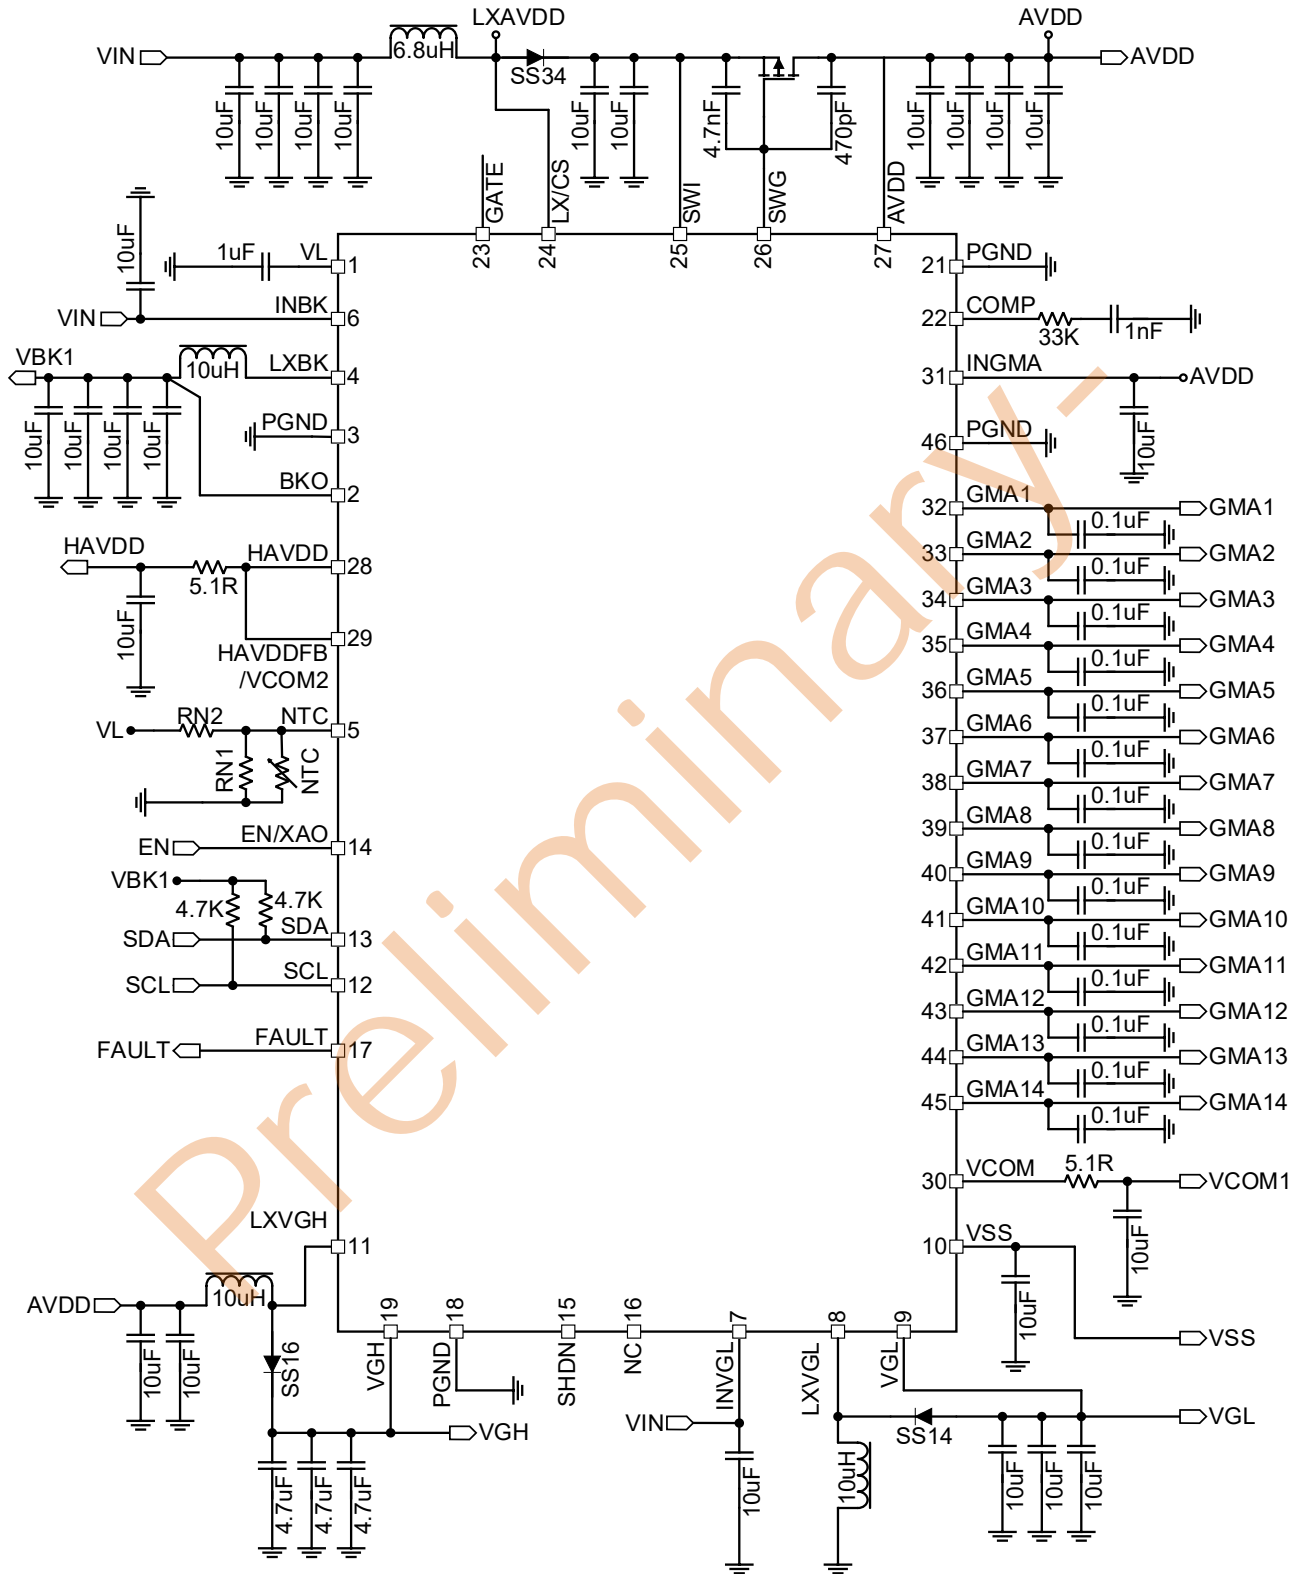 LXAVDD
AVDD
VIN
6.8uH
SS34
AVDD
10uF
10uF
10uF
10uF
10uF
10uF
4.7nF
470pF
10uF
10uF
10uF
10uF
GATE
LX/CS
SWI
SWG
AVDD
23
24
25
26
27
10uF
1uF
VL
1
21
PGND
VIN
INBK
6
22
COMP
33K
1nF
VBK1
10uH
LXBK
4
31
INGMA
AVDD
10uF
10uF
10uF
10uF
10uF
PGND
3
46
PGND
BKO
2
32
GMA1
0.1uF
GMA1
33
GMA2
0.1uF
GMA2
HAVDD
5.1R
HAVDD
28
10uF
34
GMA3
0.1uF
GMA3
29
HAVDDFB
/VCOM2
35
GMA4
0.1uF
GMA4
36
GMA5
0.1uF
GMA5
VL
RN2
NTC
5
RN1
NTC
37
GMA6
0.1uF
GMA6
38
GMA7
0.1uF
GMA7
EN
EN/XAO
14
39
GMA8
0.1uF
GMA8
VBK1
4.7K
4.7K
40
GMA9
0.1uF
GMA9
SDA
SDA
13
41
GMA10
0.1uF
GMA10
SCL
SCL
12
42
GMA11
0.1uF
GMA11
43
GMA12
0.1uF
GMA12
FAULT
FAULT
17
44
GMA13
0.1uF
GMA13
45
GMA14
0.1uF
GMA14
30
VCOM
5.1R
VCOM1
10uF
LXVGH
11
10
VSS
10uF
VSS
AVDD
10uH
10uF
10uF
SS16
19
18
15
16
7
8
9
VGH
PGND
SHDN
NC
INVGL
LXVGL
VGL
VGH
4.7uF
4.7uF
4.7uF
VIN
10uF
10uH
SS14
VGL
10uF
10uF
10uF
Preliminary-